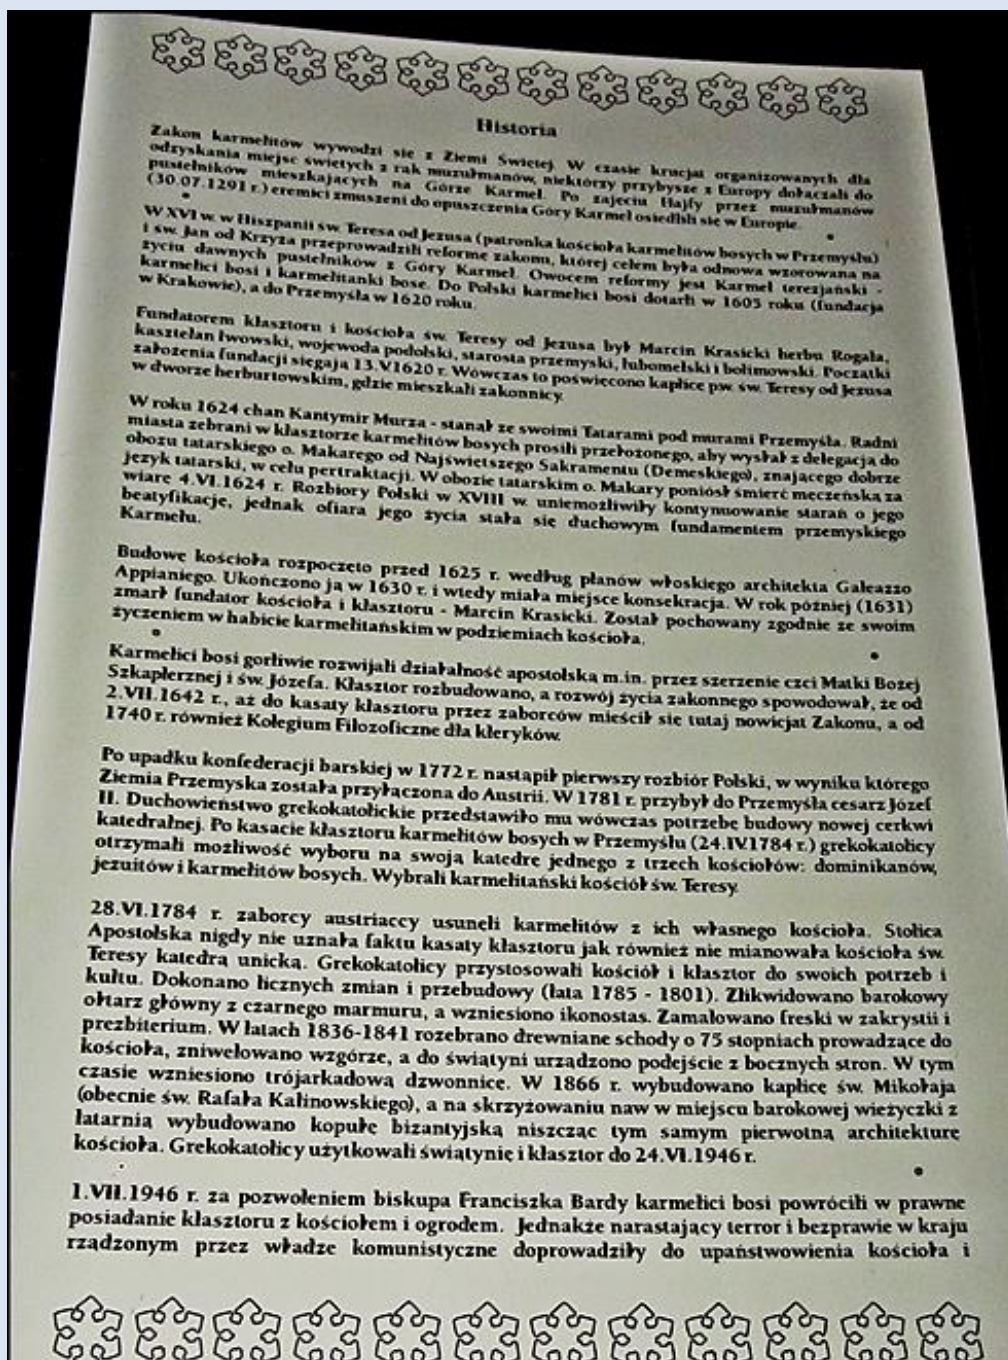 Historia
Zakon karmelitów wywodzi się z Ziemi Świętej. W czasie krucjat organizowanych dla
odzyskania miejsc świętych z rąk muzułmanów, niektórzy przybysze z Europy dołączali do
pustelników mieszkających na Górze Karmel. Po zajęciu Hajfy przez muzułmanów
(30.07.1291 r.) eremici zmuszeni do opuszczenia Góry Karmel osiedlili się w Europie.
W XVI w. w Hiszpanii św. Teresa od Jezusa (patronka kościoła karmelitów bosych w Przemyślu)
i św. Jan od Krzyża przeprowadzili reformę zakonu, której celem była odnowa wzorowana na
życiu dawnych pustelników z Góry Karmel. Owocem reformy jest Karmel terezjański -
karmelici bosi i karmelitanki bose. Do Polski karmelici bosi dotarli w 1605 roku (fundacja
w Krakowie), a do Przemyśla w 1620 roku.
Fundatorem klasztoru i kościoła św. Teresy od Jezusa był Marcin Krasicki herbu Rogala,
kasztelan lwowski, wojewoda podolski, starosta przemyski, lubomelski i bolimowski. Początki
założenia fundacji sięgają 13.V1620 r. Wówczas to poświęcono kaplicę pw. św. Teresy od Jezusa
w dworze herburtowskim, gdzie mieszkali zakonnicy.
W roku 1624 chan Kantymir Murza - stanął ze swoimi Tatarami pod murami Przemyśla. Radni
miasta zebrani w klasztorze karmelitów bosych prosili przełożonego, aby wysłał z delegacją do
obozu tatarskiego o. Makarego od Najświętszego Sakramentu (Demeskiego), znającego dobrze
język tatarski, w celu pertraktacji. W obozie tatarskim o. Makary poniósł śmierć męczeńską za
wiarę 4.VI.1624 r. Rozbiory Polski w XVIII w. uniemożliwiły kontynuowanie starań o jego
beatyfikację, jednak ofiara jego życia stała się duchowym fundamentem przemyskiego
Karmelu.
Budowę kościoła rozpoczęto przed 1625 r. według planów włoskiego architekta Galeazzo
Appianiego. Ukończono ją w 1630 r. i wtedy miała miejsce konsekracja. W rok później (1631)
zmarł fundator kościoła i klasztoru - Marcin Krasicki. Został pochowany zgodnie ze swoim
życzeniem w habicie karmelitańskim w podziemiach kościoła.
Karmelici bosi gorliwie rozwijali działalność apostolską m.in. przez szerzenie czci Matki Bożej
Szkaplerznej i św. Józefa. Klasztor rozbudowano, a rozwój życia zakonnego spowodował, że od
2.VII.1642 r., aż do kasaty klasztoru przez zaborców mieścił się tutaj nowicjat Zakonu, a od
1740 r. również Kolegium Filozoficzne dla kleryków.
Po upadku konfederacji barskiej w 1772 r. nastąpił pierwszy rozbiór Polski, w wyniku którego
Ziemia Przemyska została przyłączona do Austrii. W 1781 r. przybył do Przemyśla cesarz Józef
II. Duchowieństwo grekokatolickie przedstawiło mu wówczas potrzebę budowy nowej cerkwi
katedralnej. Po kasacie klasztoru karmelitów bosych w Przemyślu (24.IV1784 r.) grekokatolicy
otrzymali możliwość wyboru na swoją katedrę jednego z trzech kościołów: dominikanów,
jezuitów i karmelitów bosych. Wybrali karmelitański kościół św. Teresy.
28.VI.1784 r. zaborcy austriaccy usunęli karmelitów z ich własnego kościoła. Stolica
Apostolska nigdy nie uznała faktu kasaty klasztoru jak również nie mianowała kościoła św.
Teresy katedrą unicką. Grekokatolicy przystosowali kościół i klasztor do swoich potrzeb i
kultu. Dokonano licznych zmian i przebudowy (lata 1785 - 1801). Zlikwidowano barokowy
ołtarz główny z czarnego marmuru, a wzniesiono ikonostas. Zamalowano freski w zakrystii i
prezbiterium. W latach 1836-1841 rozebrano drewniane schody o 75 stopniach prowadzące do
kościoła, zniwelowano wzgórze, a do świątyni urządzono podejście z bocznych stron. W tym
czasie wzniesiono trójarkadową dzwonnicę. W 1866 r. wybudowano kaplicę św. Mikołaja
(obecnie św. Rafała Kalinowskiego), a na skrzyżowaniu naw w miejscu barokowej wieżyczki z
latarnią wybudowano kopułę bizantyjską niszcząc tym samym pierwotną architekturę
kościoła. Grekokatolicy użytkowali świątynię i klasztor do 24.VI.1946 r.
1.VII.1946 r. za pozwoleniem biskupa Franciszka Bardy karmelici bosi powrócili w prawne
posiadanie klasztoru z kościołem i ogrodem. Jednakże narastający terror i bezprawie w kraju
rządzonym przez władze komunistyczne doprowadziły do upaństwowienia kościoła i